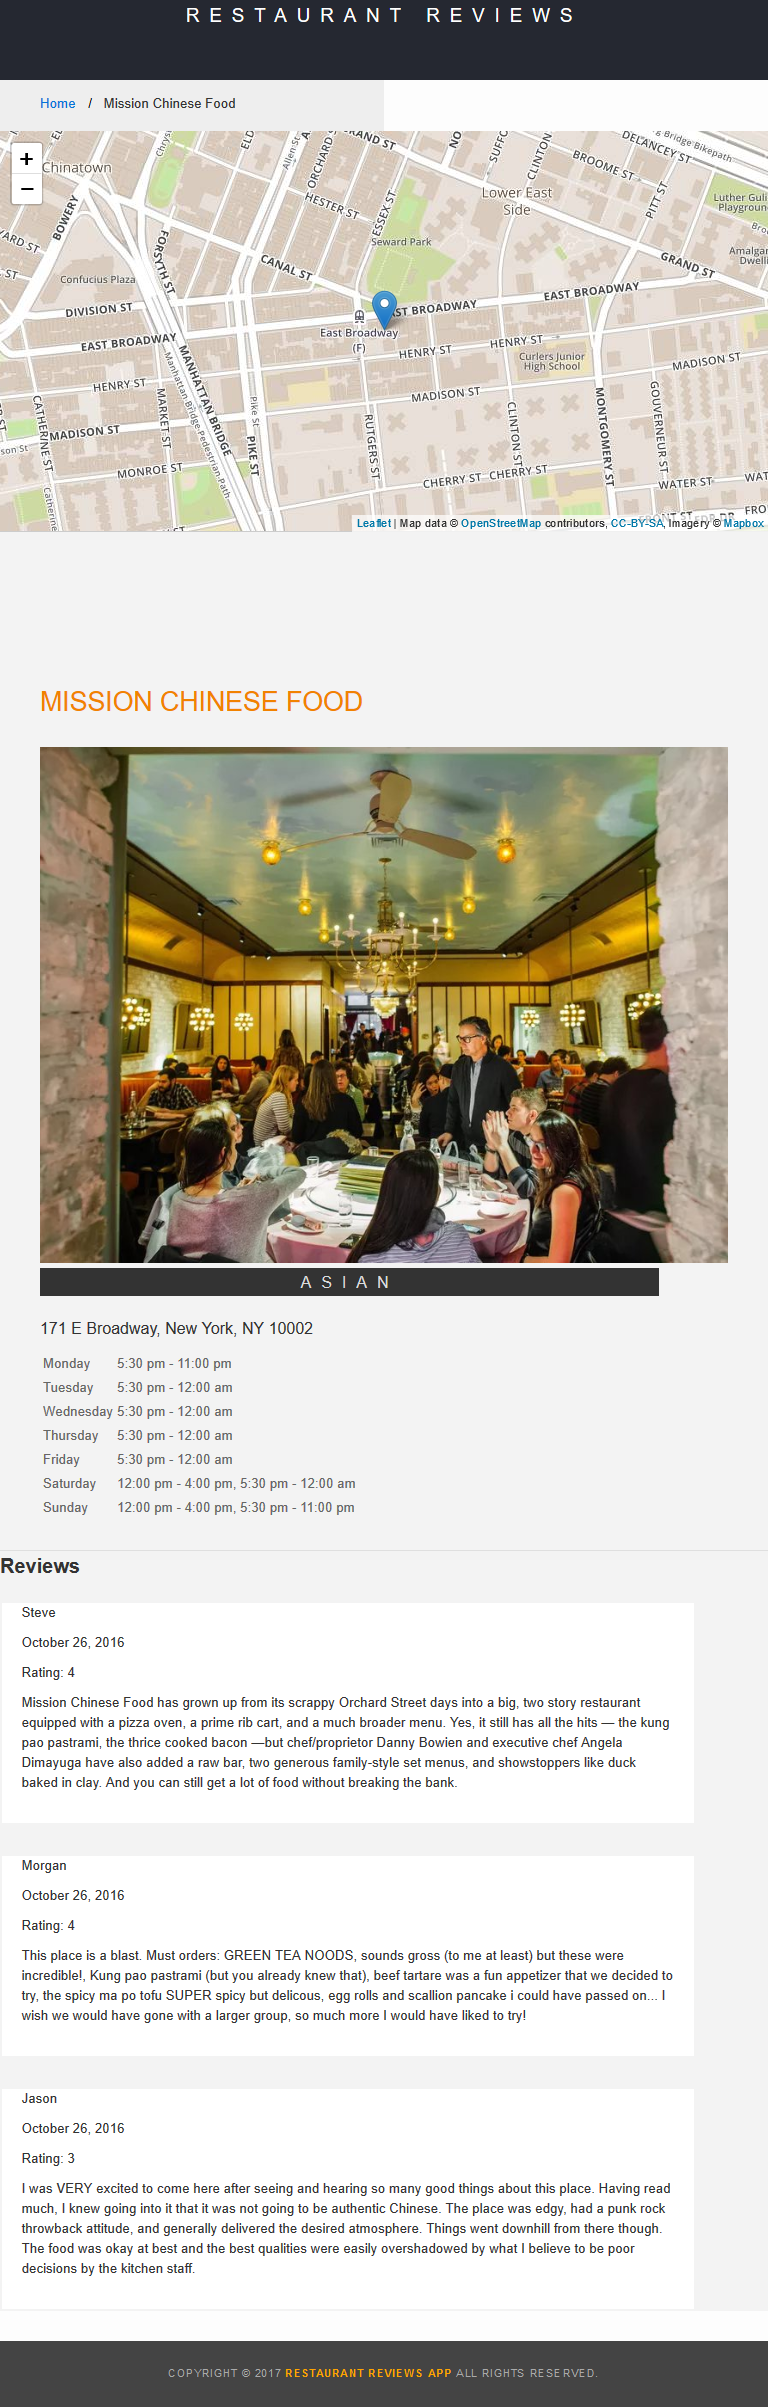 RESTAURANT REVIEWS
Home / Mission Chinese Food
+
−
Chinatown
GRAND ST
DELANCEY ST
BROOME ST
ORCHARD
Allen St
HESTER ST
ESSEX ST
CLINTON
PITT ST
Lower East
Side
Luther Guli
Playground
BOWERY
Seward Park
FORSYTH ST
CANAL ST
GRAND ST
Amalgam
Dwelli
Confucius Plaza
DIVISION ST
EAST BROADWAY
EAST BROADWAY
East Broadway
(F)
EAST BROADWAY
HENRY ST
HENRY ST
Curlers Junior
High School
MADISON ST
HENRY ST
MANHATTAN BRIDGE
Manhattan Bridge Pedestrian Path
MARKET ST
CATHERINE ST
Pike St
PIKE ST
RUTGERS ST
MADISON ST
CLINTON ST
MONTGOMERY ST
GOUVERNEUR ST
MADISON ST
MONROE ST
CHERRY ST
CHERRY ST
WATER ST
Leaflet | Map data © OpenStreetMap contributors, CC-BY-SA, Imagery © Mapbox
MISSION CHINESE FOOD
ASIAN
171 E Broadway, New York, NY 10002
Monday 5:30 pm - 11:00 pm
Tuesday 5:30 pm - 12:00 am
Wednesday 5:30 pm - 12:00 am
Thursday 5:30 pm - 12:00 am
Friday 5:30 pm - 12:00 am
Saturday 12:00 pm - 4:00 pm, 5:30 pm - 12:00 am
Sunday 12:00 pm - 4:00 pm, 5:30 pm - 11:00 pm
Reviews
Steve
October 26, 2016
Rating: 4
Mission Chinese Food has grown up from its scrappy Orchard Street days into a big, two story restaurant
equipped with a pizza oven, a prime rib cart, and a much broader menu. Yes, it still has all the hits — the kung
pao pastrami, the thrice cooked bacon —but chef/proprietor Danny Bowien and executive chef Angela
Dimayuga have also added a raw bar, two generous family-style set menus, and showstoppers like duck
baked in clay. And you can still get a lot of food without breaking the bank.
Morgan
October 26, 2016
Rating: 4
This place is a blast. Must orders: GREEN TEA NOODS, sounds gross (to me at least) but these were
incredible!, Kung pao pastrami (but you already knew that), beef tartare was a fun appetizer that we decided to
try, the spicy ma po tofu SUPER spicy but delicous, egg rolls and scallion pancake i could have passed on... I
wish we would have gone with a larger group, so much more I would have liked to try!
Jason
October 26, 2016
Rating: 3
I was VERY excited to come here after seeing and hearing so many good things about this place. Having read
much, I knew going into it that it was not going to be authentic Chinese. The place was edgy, had a punk rock
throwback attitude, and generally delivered the desired atmosphere. Things went downhill from there though.
The food was okay at best and the best qualities were easily overshadowed by what I believe to be poor
decisions by the kitchen staff.
COPYRIGHT © 2017 RESTAURANT REVIEWS APP ALL RIGHTS RESERVED.